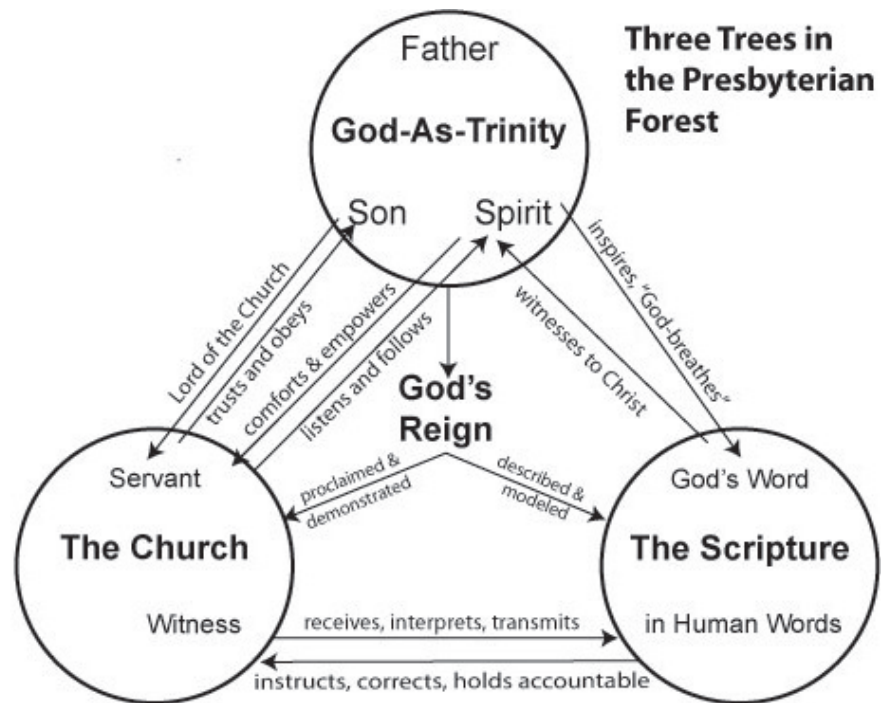 Father
God-As-Trinity
Son
Spirit
Three Trees in
the Presbyterian
Forest
Lord of the Church
trusts and obeys
comforts & empowers
listens and follows
witnesses to Christ
inspires, "God-breathes"
God's
Reign
proclaimed &
demonstrated
described &
modeled
Servant
The Church
Witness
God's Word
The Scripture
in Human Words
receives, interprets, transmits
instructs, corrects, holds accountable